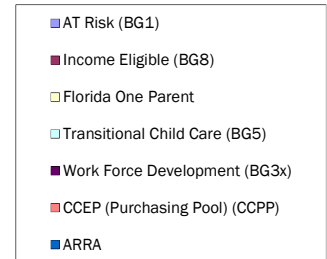 AT Risk (BG1)
Income Eligible (BG8)
Florida One Parent
Transitional Child Care (BG5)
Work Force Development (BG3x)
CCEP (Purchasing Pool) (CCPP)
ARRA